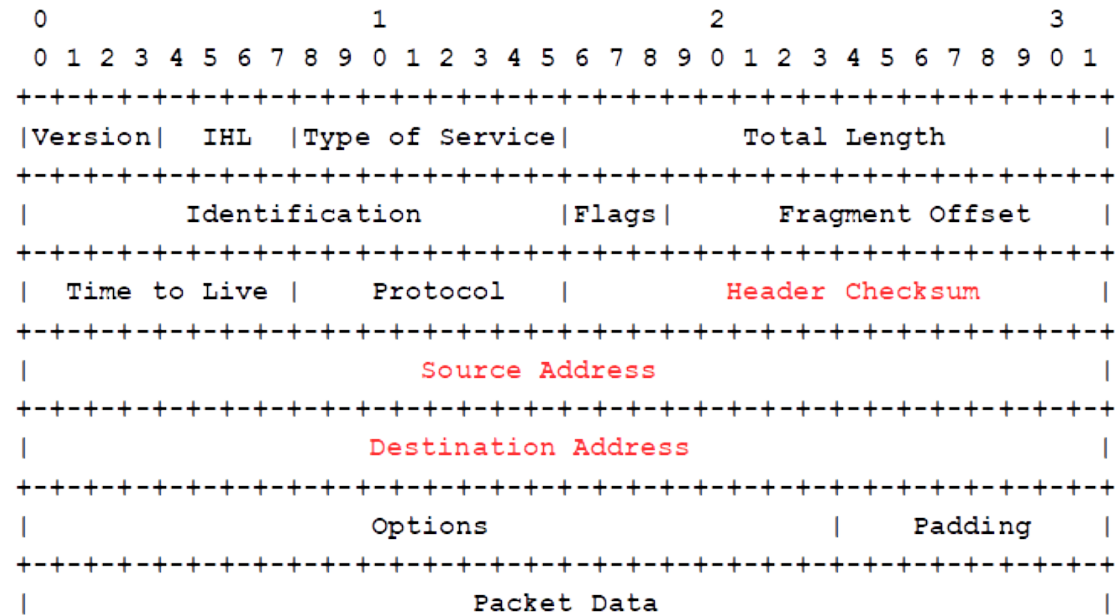 0                   1                   2                   3
 0 1 2 3 4 5 6 7 8 9 0 1 2 3 4 5 6 7 8 9 0 1 2 3 4 5 6 7 8 9 0 1
+-+-+-+-+-+-+-+-+-+-+-+-+-+-+-+-+-+-+-+-+-+-+-+-+-+-+-+-+-+-+-+-+
|Version|  IHL  |Type of Service|          Total Length         |
+-+-+-+-+-+-+-+-+-+-+-+-+-+-+-+-+-+-+-+-+-+-+-+-+-+-+-+-+-+-+-+-+
|         Identification        |Flags|      Fragment Offset    |
+-+-+-+-+-+-+-+-+-+-+-+-+-+-+-+-+-+-+-+-+-+-+-+-+-+-+-+-+-+-+-+-+
|  Time to Live |    Protocol   |         Header Checksum       |
+-+-+-+-+-+-+-+-+-+-+-+-+-+-+-+-+-+-+-+-+-+-+-+-+-+-+-+-+-+-+-+-+
|                       Source Address                          |
+-+-+-+-+-+-+-+-+-+-+-+-+-+-+-+-+-+-+-+-+-+-+-+-+-+-+-+-+-+-+-+-+
|                    Destination Address                        |
+-+-+-+-+-+-+-+-+-+-+-+-+-+-+-+-+-+-+-+-+-+-+-+-+-+-+-+-+-+-+-+-+
|                    Options                    |    Padding    |
+-+-+-+-+-+-+-+-+-+-+-+-+-+-+-+-+-+-+-+-+-+-+-+-+-+-+-+-+-+-+-+-+
|                          Packet Data                          |